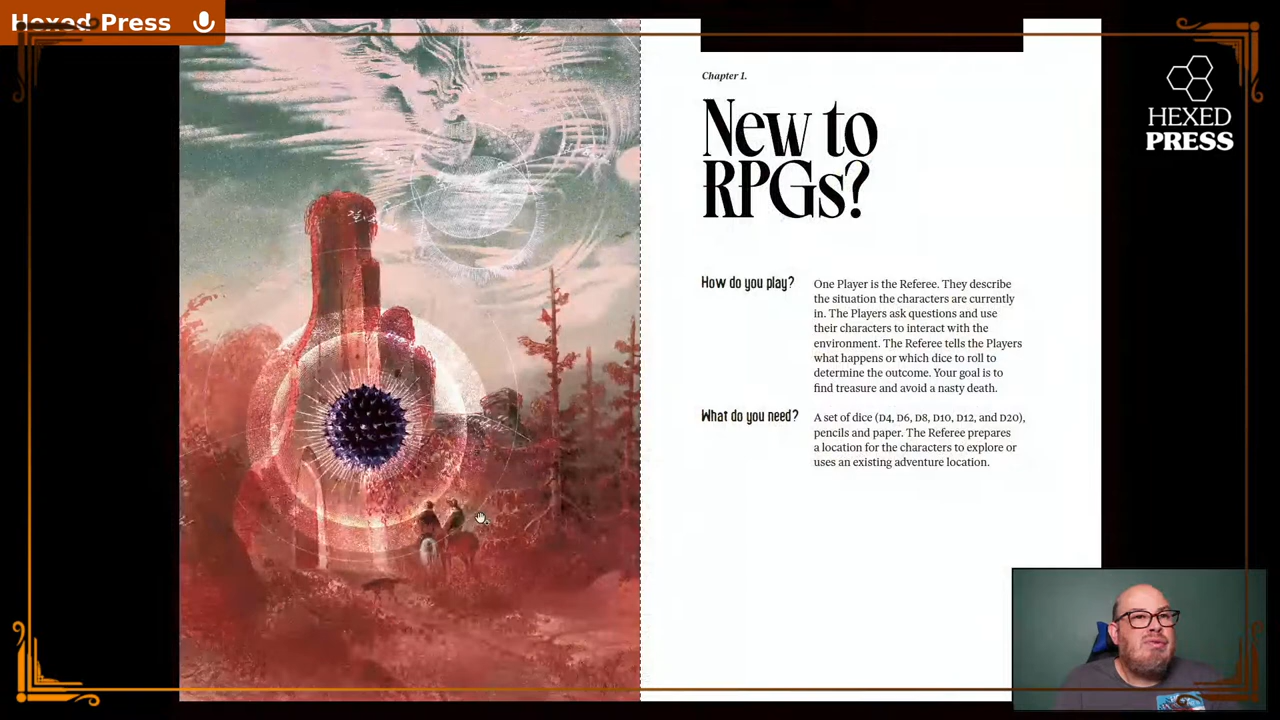 Hexed Press
HEXED
PRESS
Chapter 1.
New to
RPGs?
How do you play?
One Player is the Referee. They describe
the situation the characters are currently
in. The Players ask questions and use
their characters to interact with the
environment. The Referee tells the Players
what happens or which dice to roll to
determine the outcome. Your goal is to
find treasure and avoid a nasty death.
What do you need?
A set of dice (D4, D6, D8, D10, D12, and D20),
pencils and paper. The Referee prepares
a location for the characters to explore or
uses an existing adventure location.